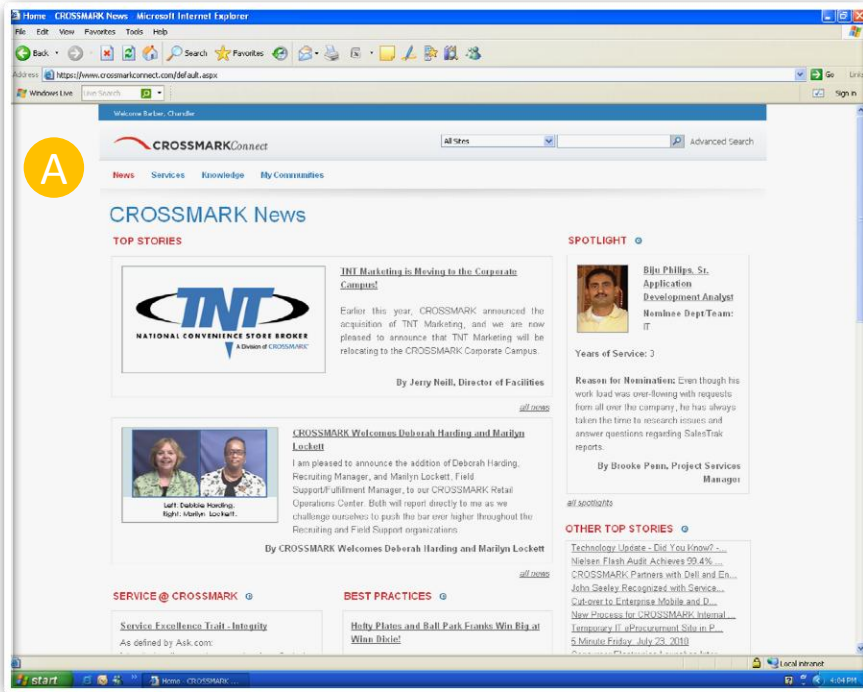 Home - CROSSMARK News - Microsoft Internet Explorer
File Edit View Favorites Tools Help
Back Search Favorites
Address https://www.crossmarkconnect.com/default.aspx Go Links
Windows Live Live Search Sign in
Welcome Barber, Chandler
CROSSMARKConnect All Sites Advanced Search
A
News Services Knowledge My Communities
CROSSMARK News
TOP STORIES
TNT
NATIONAL CONVENIENCE STORE BROKER
A Division of CROSSMARK
TNT Marketing is Moving to the Corporate
Campus!
Earlier this year, CROSSMARK announced the
acquisition of TNT Marketing, and we are now
pleased to announce that TNT Marketing will be
relocating to the CROSSMARK Corporate Campus.
By Jerry Neill, Director of Facilities
all news
Left: Debbie Harding.
Right: Marilyn Lockett.
CROSSMARK Welcomes Deborah Harding and Marilyn
Lockett
I am pleased to announce the addition of Deborah Harding,
Recruiting Manager, and Marilyn Lockett, Field
Support/Fulfillment Manager, to our CROSSMARK Retail
Operations Center. Both will report directly to me as we
challenge ourselves to push the bar ever higher throughout the
Recruiting and Field Support organizations.
By CROSSMARK Welcomes Deborah Harding and Marilyn Lockett
all news
SERVICE @ CROSSMARK
Service Excellence Trait - Integrity
As defined by Ask.com:
BEST PRACTICES
Hefty Plates and Ball Park Franks Win Big at
Winn Dixie!
SPOTLIGHT
Biju Philips, Sr.
Application
Development Analyst
Nominee Dept/Team:
IT
Years of Service: 3
Reason for Nomination: Even though his
work load was over-flowing with requests
from all over the company, he has always
taken the time to research issues and
answer questions regarding SalesTrak
reports.
By Brooke Penn, Project Services
Manager
all spotlights
OTHER TOP STORIES
Technology Update - Did You Know? -...
Nielsen Flash Audit Achieves 99.4% ...
CROSSMARK Partners with Dell and En...
John Seeley Recognized with Service...
Cut-over to Enterprise Mobile and D...
New Process for CROSSMARK Internal ...
Temporary IT eProcurement Site in P...
5 Minute Friday, July 23, 2010
Local intranet
start Home - CROSSMARK ... 4:04 PM